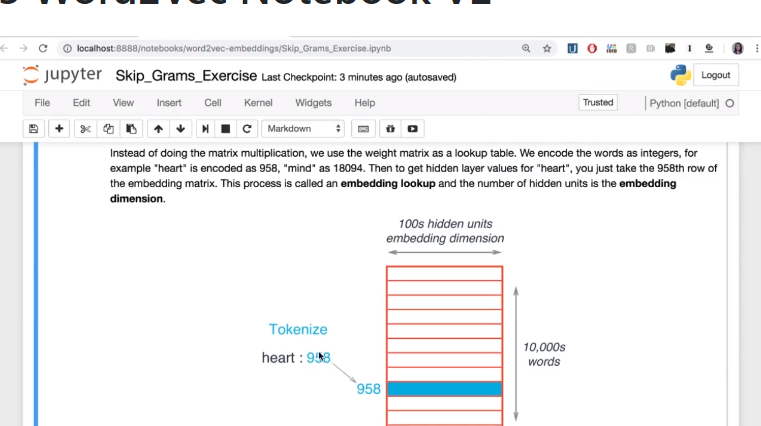 localhost:8888/notebooks/word2vec-embeddings/Skip_Grams_Exercise.ipynb
jupyter Skip_Grams_Exercise Last Checkpoint: 3 minutes ago (autosaved) Logout
File Edit View Insert Cell Kernel Widgets Help Trusted Python [default]
Markdown
Instead of doing the matrix multiplication, we use the weight matrix as a lookup table. We encode the words as integers, for
example "heart" is encoded as 958, "mind" as 18094. Then to get hidden layer values for "heart", you just take the 958th row of
the embedding matrix. This process is called an embedding lookup and the number of hidden units is the embedding
dimension.
100s hidden units
embedding dimension
Tokenize
heart : 958
958
10,000s
words